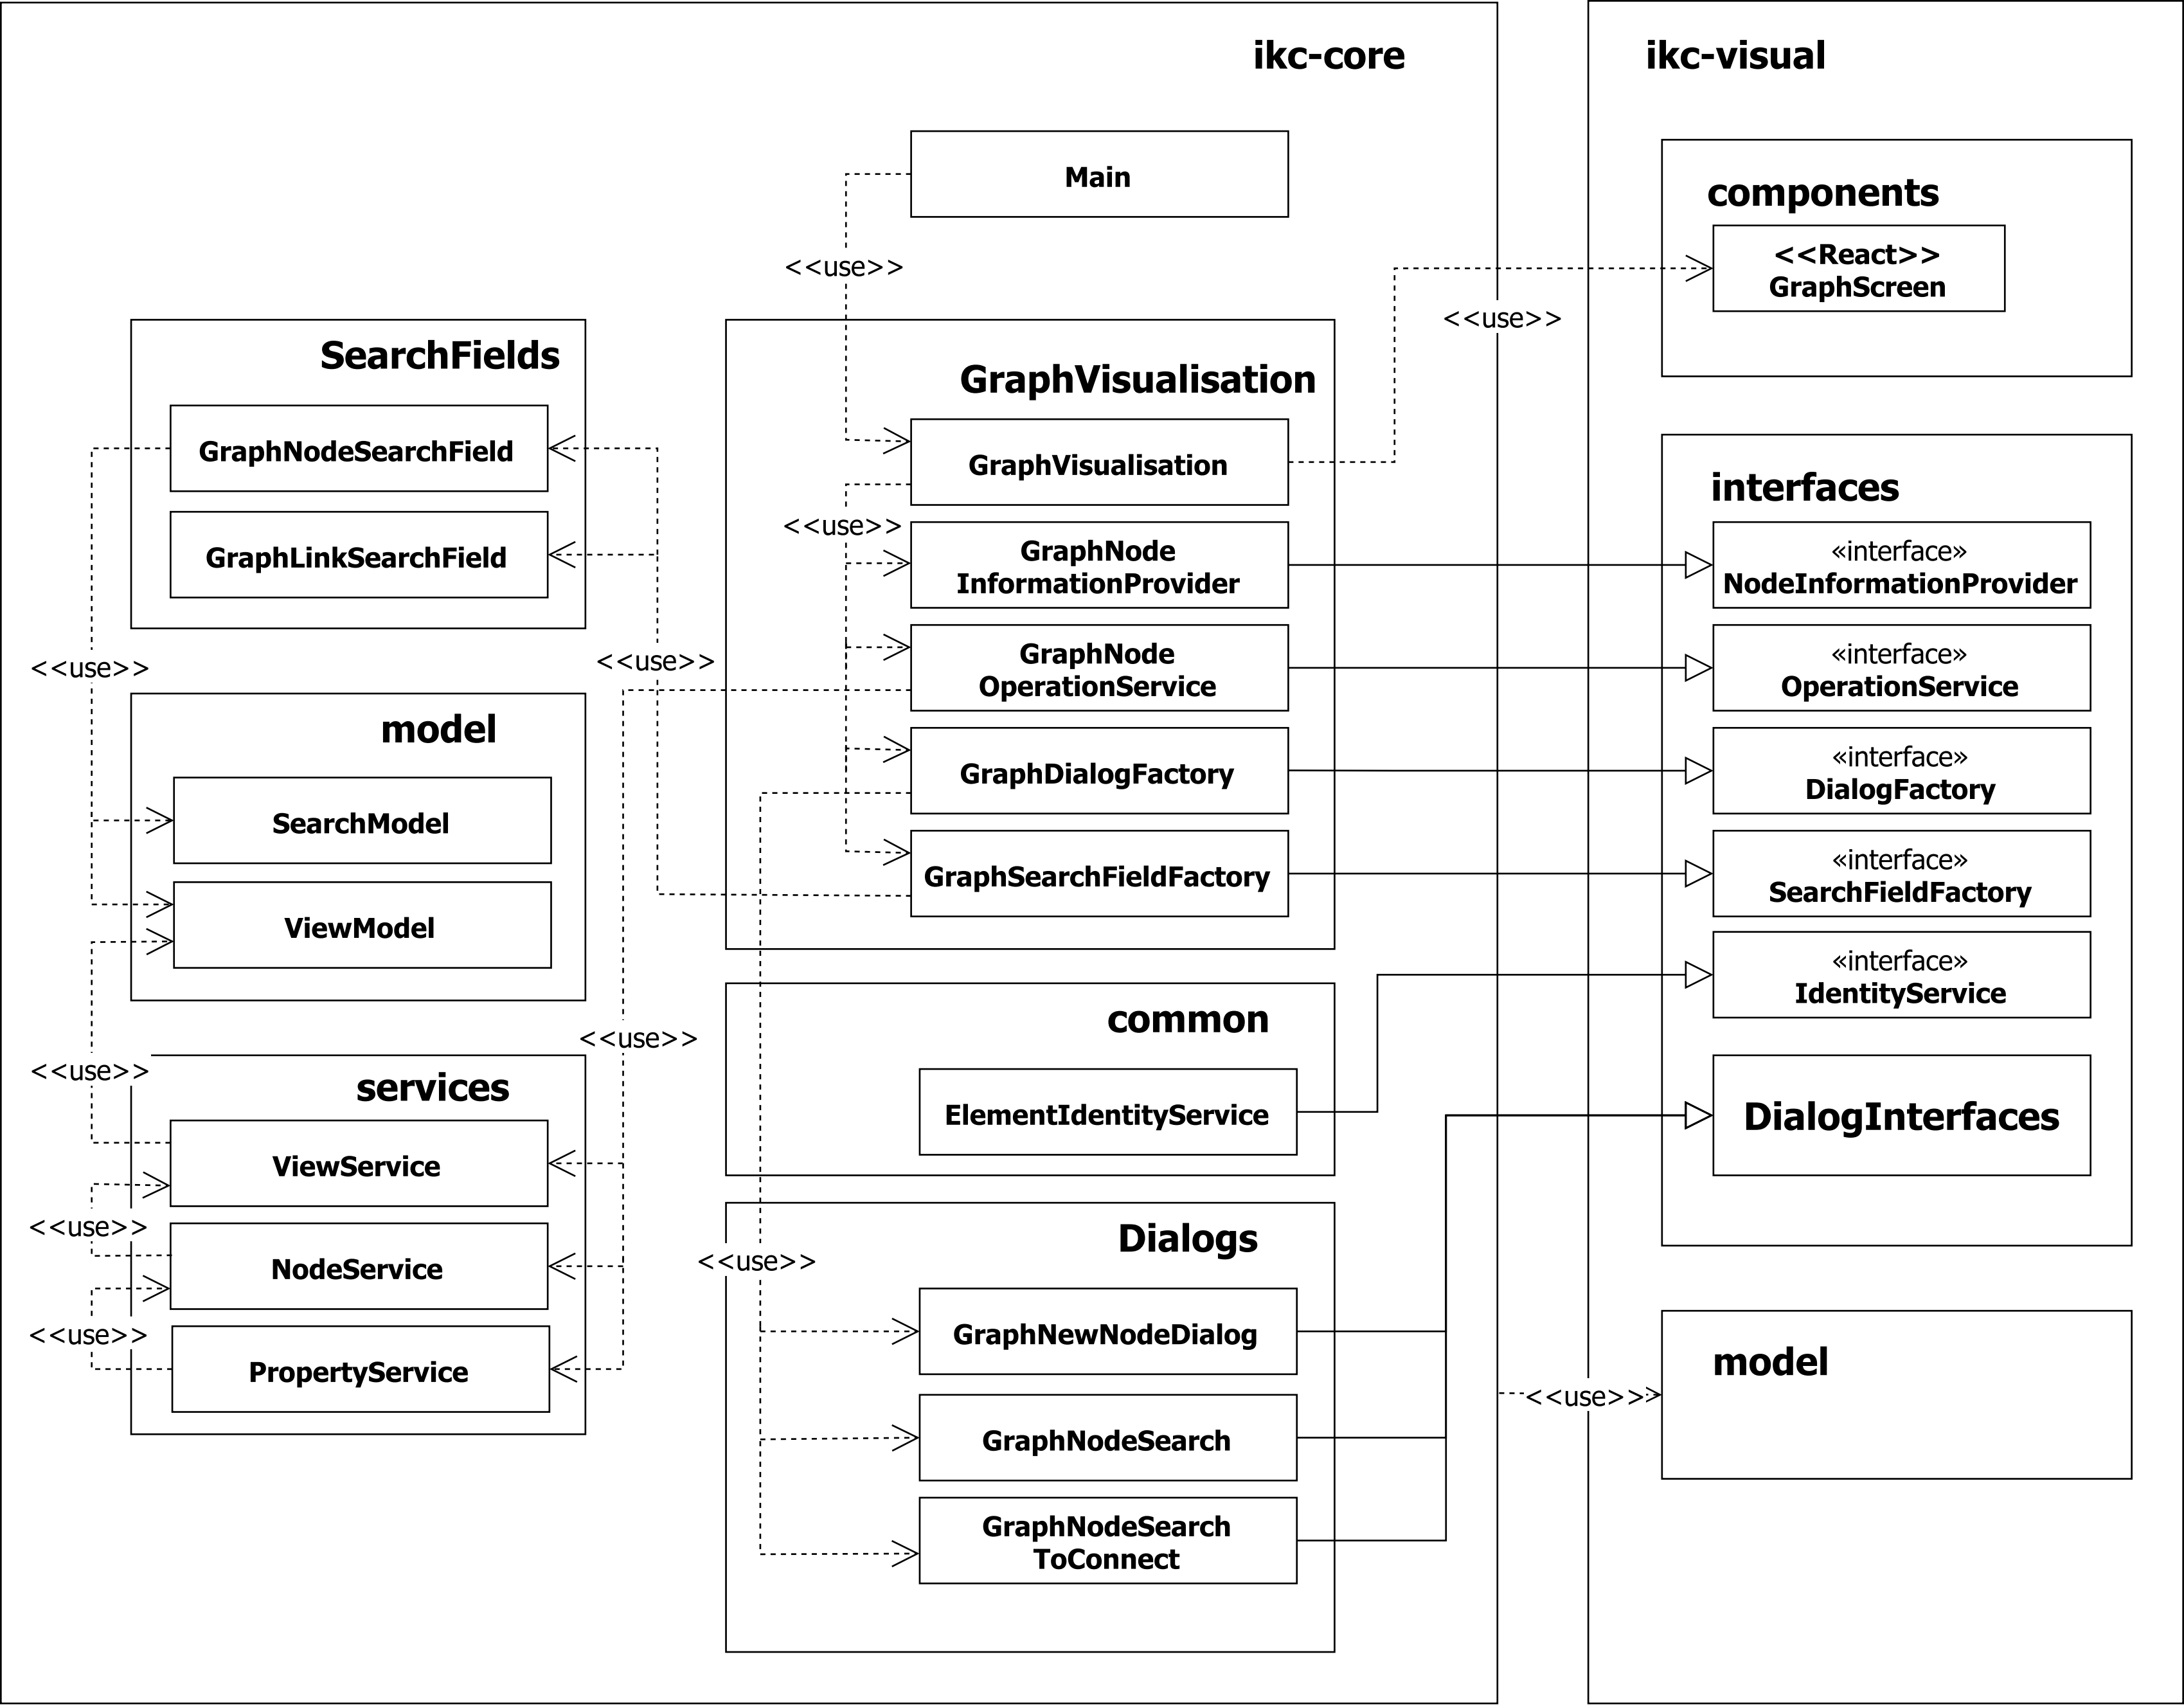 ikc-core
ikc-visual
Main
<<use>>
components
<<React>>
GraphScreen
<<use>>
SearchFields
GraphNodeSearchField
GraphLinkSearchField
<<use>>
<<use>>
GraphVisualisation
GraphVisualisation
<<use>>
GraphNode
InformationProvider
GraphNode
OperationService
GraphDialogFactory
GraphSearchFieldFactory
interfaces
«interface»
NodeInformationProvider
«interface»
OperationService
«interface»
DialogFactory
«interface»
SearchFieldFactory
«interface»
IdentityService
DialogInterfaces
model
SearchModel
ViewModel
<<use>>
<<use>>
common
ElementIdentityService
services
ViewService
<<use>>
NodeService
<<use>>
PropertyService
Dialogs
<<use>>
GraphNewNodeDialog
GraphNodeSearch
GraphNodeSearch
ToConnect
<<use>>
model